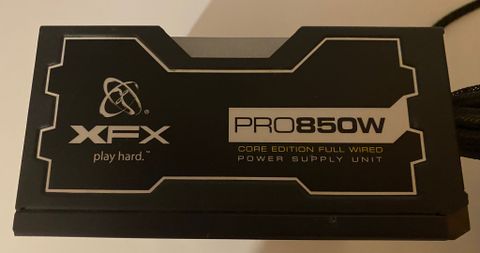 XFX
play hard.™
PRO850W
CORE EDITION FULL WIRED
POWER SUPPLY UNIT